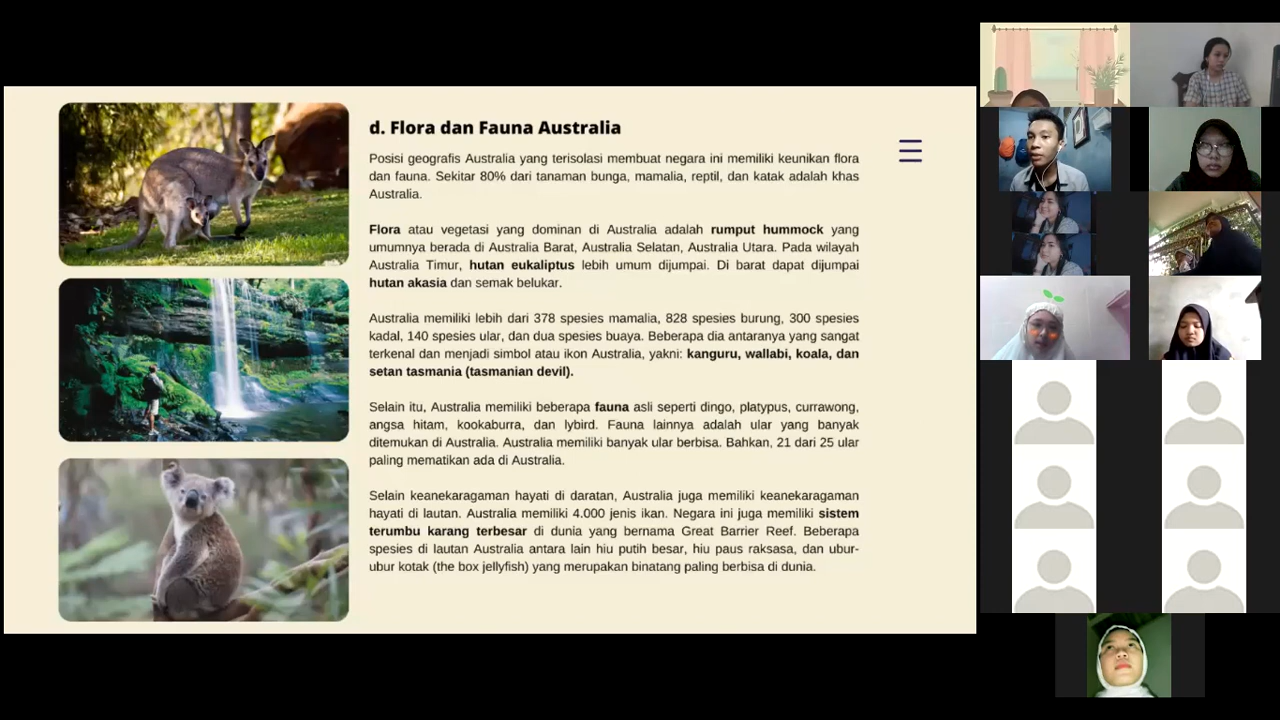 d. Flora dan Fauna Australia
Posisi geografis Australia yang terisolasi membuat negara ini memiliki keunikan flora
dan fauna. Sekitar 80% dari tanaman bunga, mamalia, reptil, dan katak adalah khas
Australia.
Flora atau vegetasi yang dominan di Australia adalah rumput hummock yang
umumnya berada di Australia Barat, Australia Selatan, Australia Utara. Pada wilayah
Australia Timur, hutan eukaliptus lebih umum dijumpai. Di barat dapat dijumpai
hutan akasia dan semak belukar.
Australia memiliki lebih dari 378 spesies mamalia, 828 spesies burung, 300 spesies
kadal, 140 spesies ular, dan dua spesies buaya. Beberapa dia antaranya yang sangat
terkenal dan menjadi simbol atau ikon Australia, yakni: kanguru, wallabi, koala, dan
setan tasmania (tasmanian devil).
Selain itu, Australia memiliki beberapa fauna asli seperti dingo, platypus, currawong,
angsa hitam, kookaburra, dan lybird. Fauna lainnya adalah ular yang banyak
ditemukan di Australia. Australia memiliki banyak ular berbisa. Bahkan, 21 dari 25 ular
paling mematikan ada di Australia.
Selain keanekaragaman hayati di daratan, Australia juga memiliki keanekaragaman
hayati di lautan. Australia memiliki 4.000 jenis ikan. Negara ini juga memiliki sistem
terumbu karang terbesar di dunia yang bernama Great Barrier Reef. Beberapa
spesies di lautan Australia antara lain hiu putih besar, hiu paus raksasa, dan ubur-
ubur kotak (the box jellyfish) yang merupakan binatang paling berbisa di dunia.